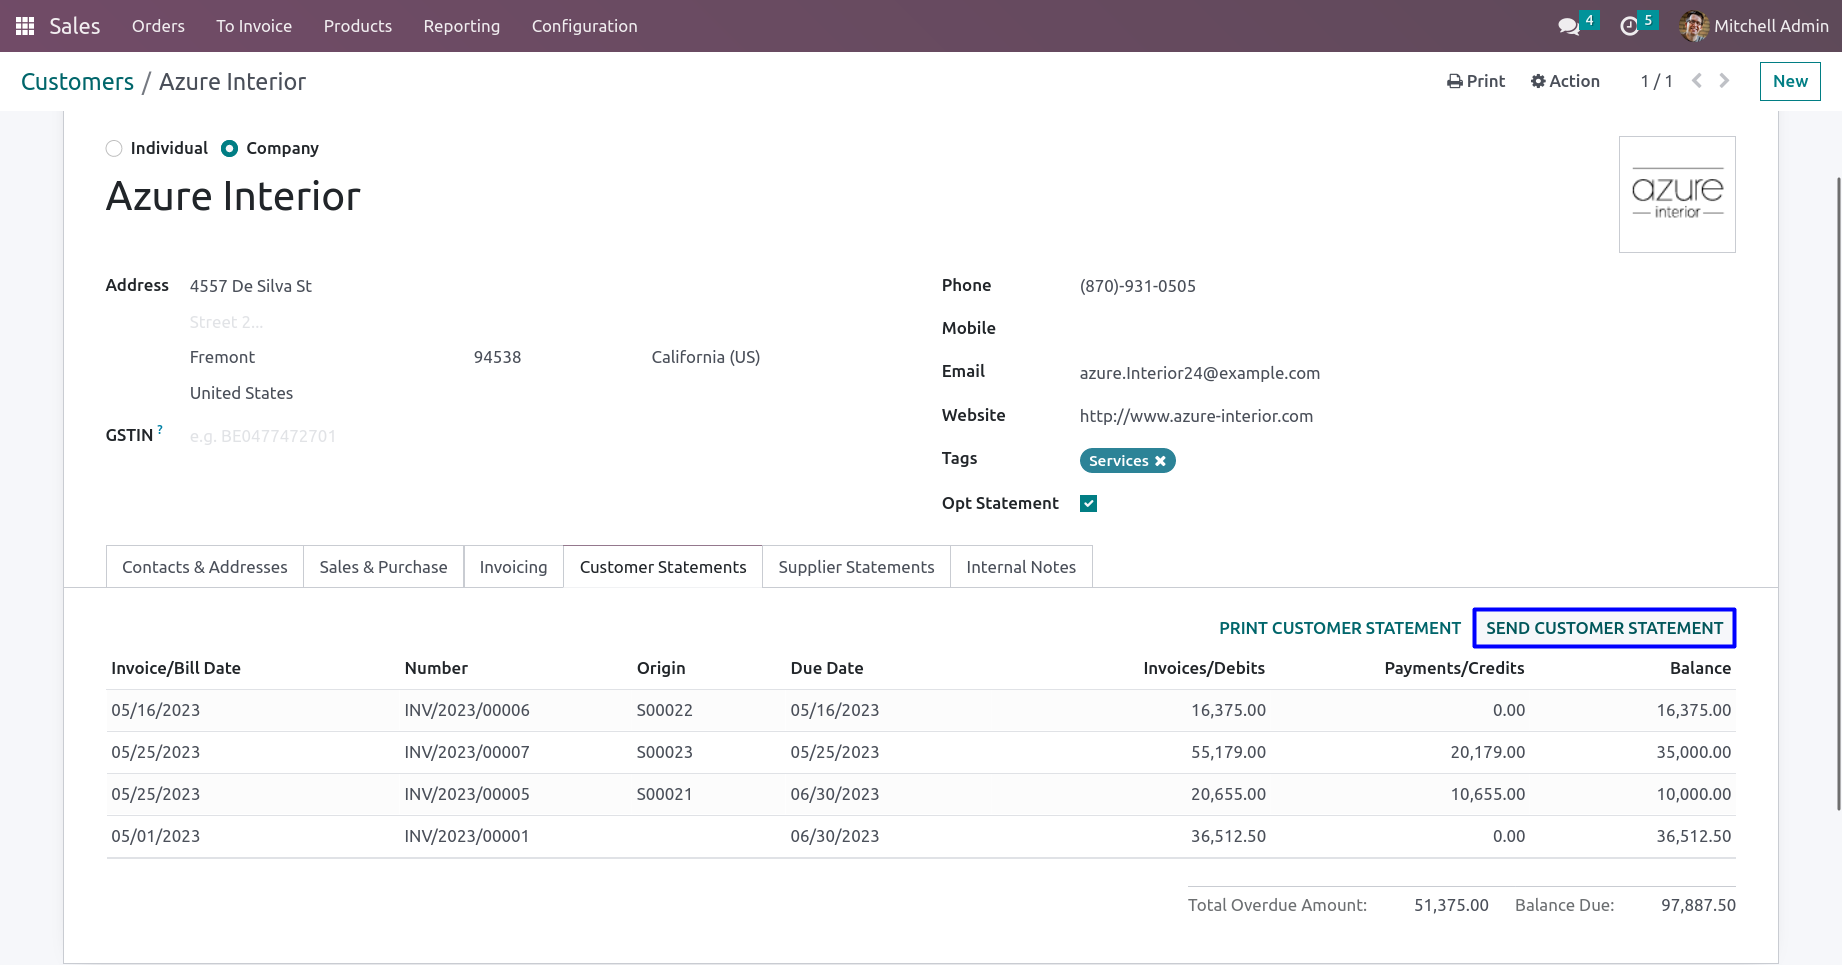 Sales Orders To Invoice Products Reporting Configuration 4 5 Mitchell Admin
Customers / Azure Interior Print Action 1 / 1 New
Individual Company
Azure Interior
azure
interior
Address 4557 De Silva St Phone (870)-931-0505
Street 2...
Mobile
Fremont 94538 California (US)
Email azure.Interior24@example.com
United States
Website http://www.azure-interior.com
GSTIN ? e.g. BE0477472701
Tags Services
Opt Statement
Contacts & Addresses Sales & Purchase Invoicing Customer Statements Supplier Statements Internal Notes
PRINT CUSTOMER STATEMENT SEND CUSTOMER STATEMENT
Invoice/Bill Date Number Origin Due Date Invoices/Debits Payments/Credits Balance
05/16/2023 INV/2023/00006 S00022 05/16/2023 16,375.00 0.00 16,375.00
05/25/2023 INV/2023/00007 S00023 05/25/2023 55,179.00 20,179.00 35,000.00
05/25/2023 INV/2023/00005 S00021 06/30/2023 20,655.00 10,655.00 10,000.00
05/01/2023 INV/2023/00001 06/30/2023 36,512.50 0.00 36,512.50
Total Overdue Amount: 51,375.00 Balance Due: 97,887.50